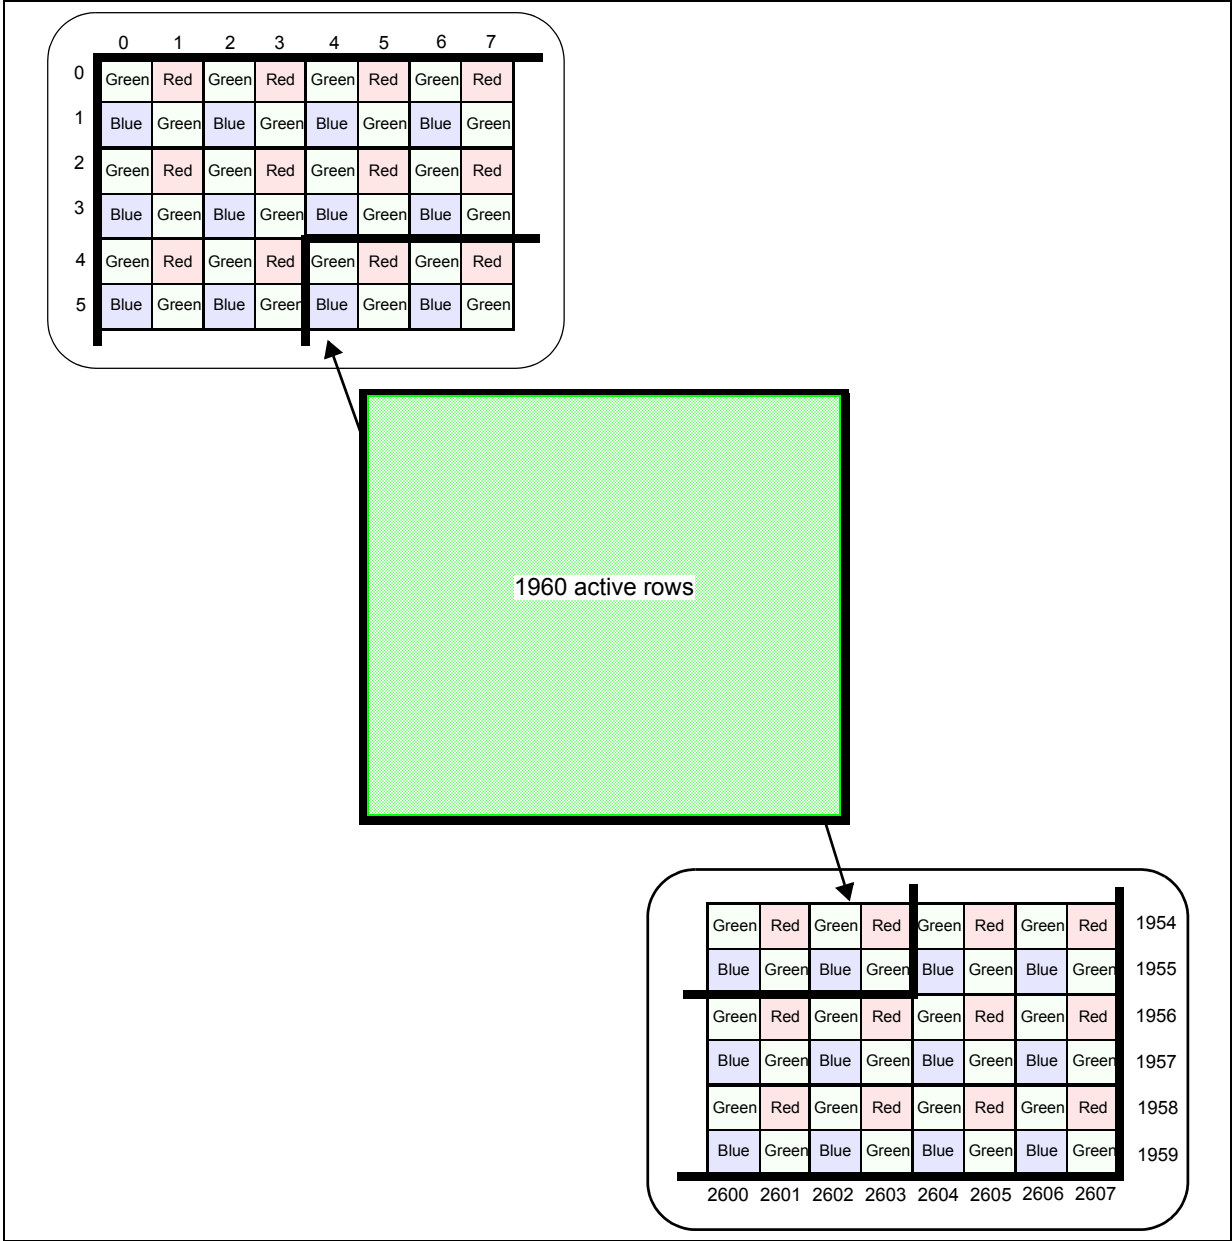 0 1 2 3 4 5 6 7
0 Green Red Green Red Green Red Green Red
1 Blue Green Blue Green Blue Green Blue Green
2 Green Red Green Red Green Red Green Red
3 Blue Green Blue Green Blue Green Blue Green
4 Green Red Green Red Green Red Green Red
5 Blue Green Blue Green Blue Green Blue Green
1960 active rows
Green Red Green Red Green Red Green Red 1954
Blue Green Blue Green Blue Green Blue Green 1955
Green Red Green Red Green Red Green Red 1956
Blue Green Blue Green Blue Green Blue Green 1957
Green Red Green Red Green Red Green Red 1958
Blue Green Blue Green Blue Green Blue Green 1959
2600 2601 2602 2603 2604 2605 2606 2607